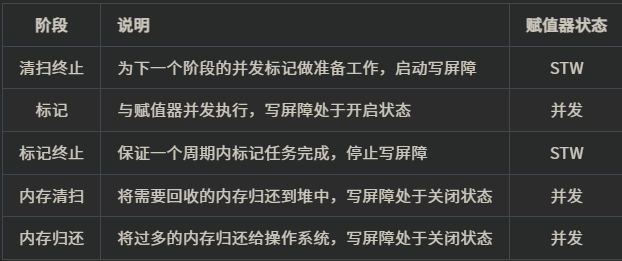 阶段 说明 赋值器状态
清扫终止 为下一个阶段的并发标记做准备工作，启动写屏障 STW
标记 与赋值器并发执行，写屏障处于开启状态 并发
标记终止 保证一个周期内标记任务完成，停止写屏障 STW
内存清扫 将需要回收的内存归还到堆中，写屏障处于关闭状态 并发
内存归还 将过多的内存归还给操作系统，写屏障处于关闭状态 并发